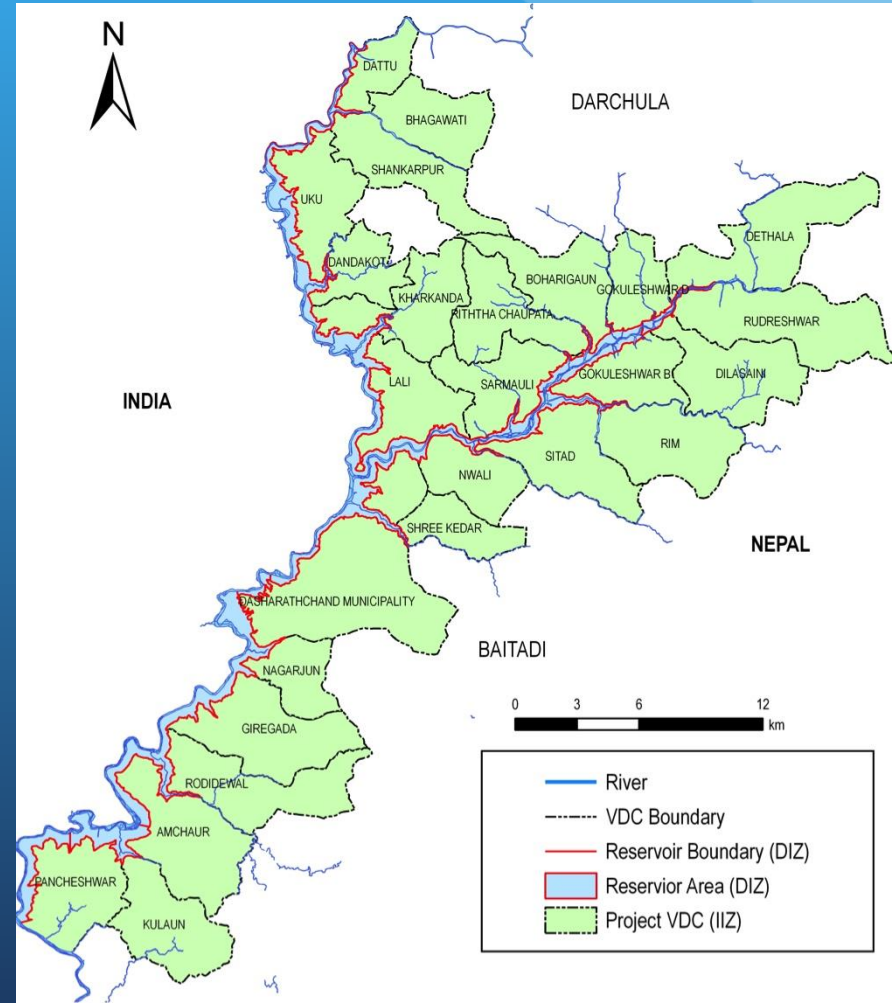 N
DATTU
DARCHULA
BHAGAWATI
SHANKARPUR
UKU
DETHALA
DANDAKOT
BOHARIGAUN
GOKULESHWAR D
KHARKANDA
RITHTHA CHAUPATA
RUDRESHWAR
LALI
SARMAULI
GOKULESHWAR B
DILASAINI
INDIA
RIM
SITAD
NWALI
SHREE KEDAR
NEPAL
DASHARATHCHAND MUNICIPALITY
BAITADI
NAGARJUN
0 3 6 12
km
GIREGADA
RODIDEWAL
AMCHAUR
PANCHESHWAR
KULAUN
River
VDC Boundary
Reservoir Boundary (DIZ)
Reservior Area (DIZ)
Project VDC (IIZ)